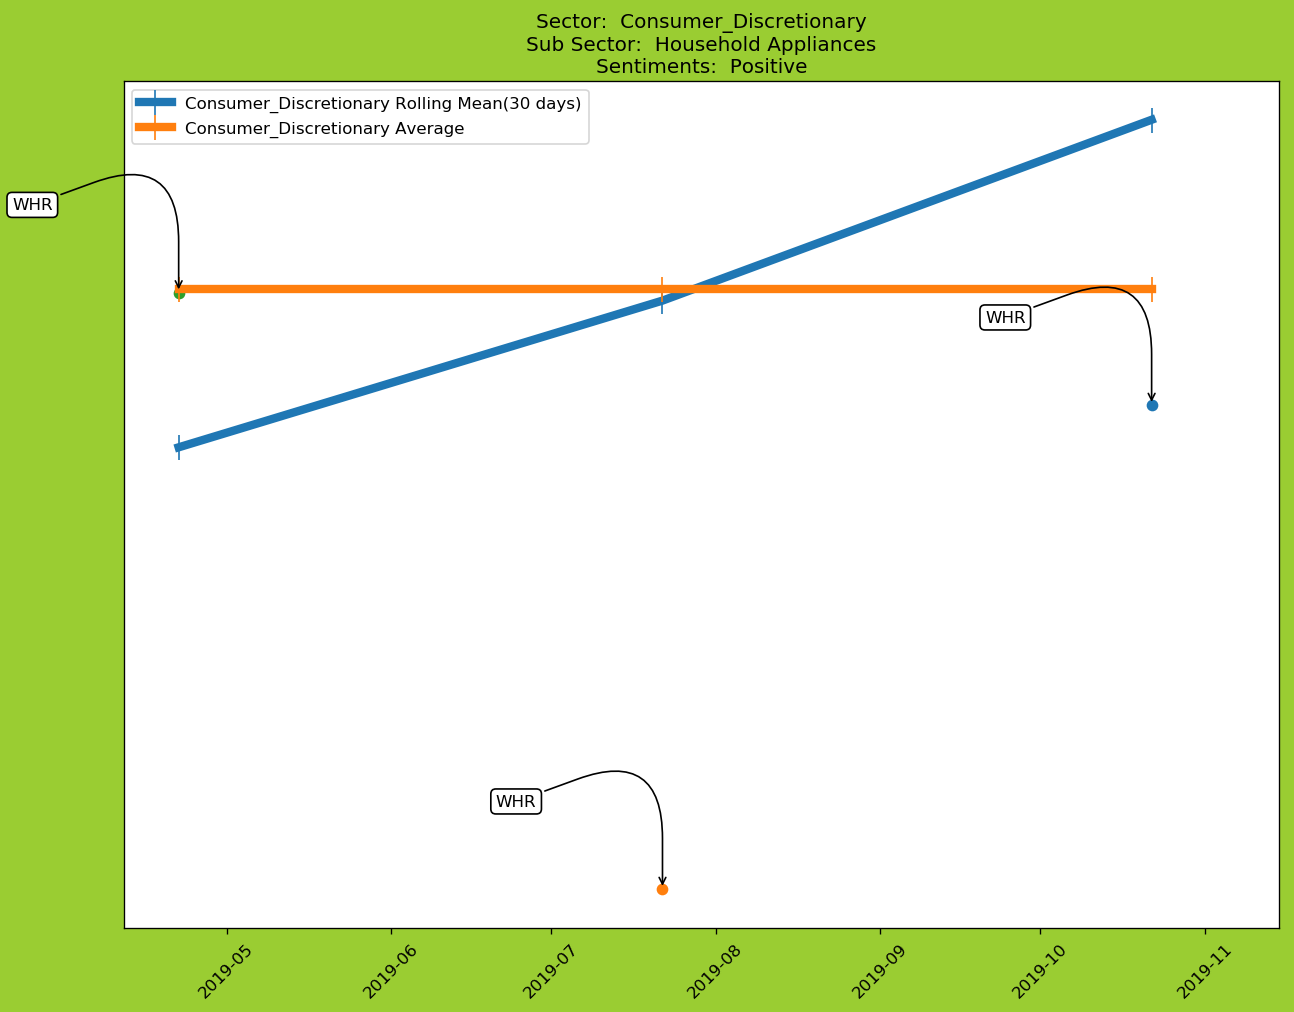 Sector:  Consumer_Discretionary
Sub Sector:  Household Appliances
Sentiments:  Positive
Consumer_Discretionary Rolling Mean(30 days)
Consumer_Discretionary Average
WHR
WHR
WHR
2019-05
2019-06
2019-07
2019-08
2019-09
2019-10
2019-11